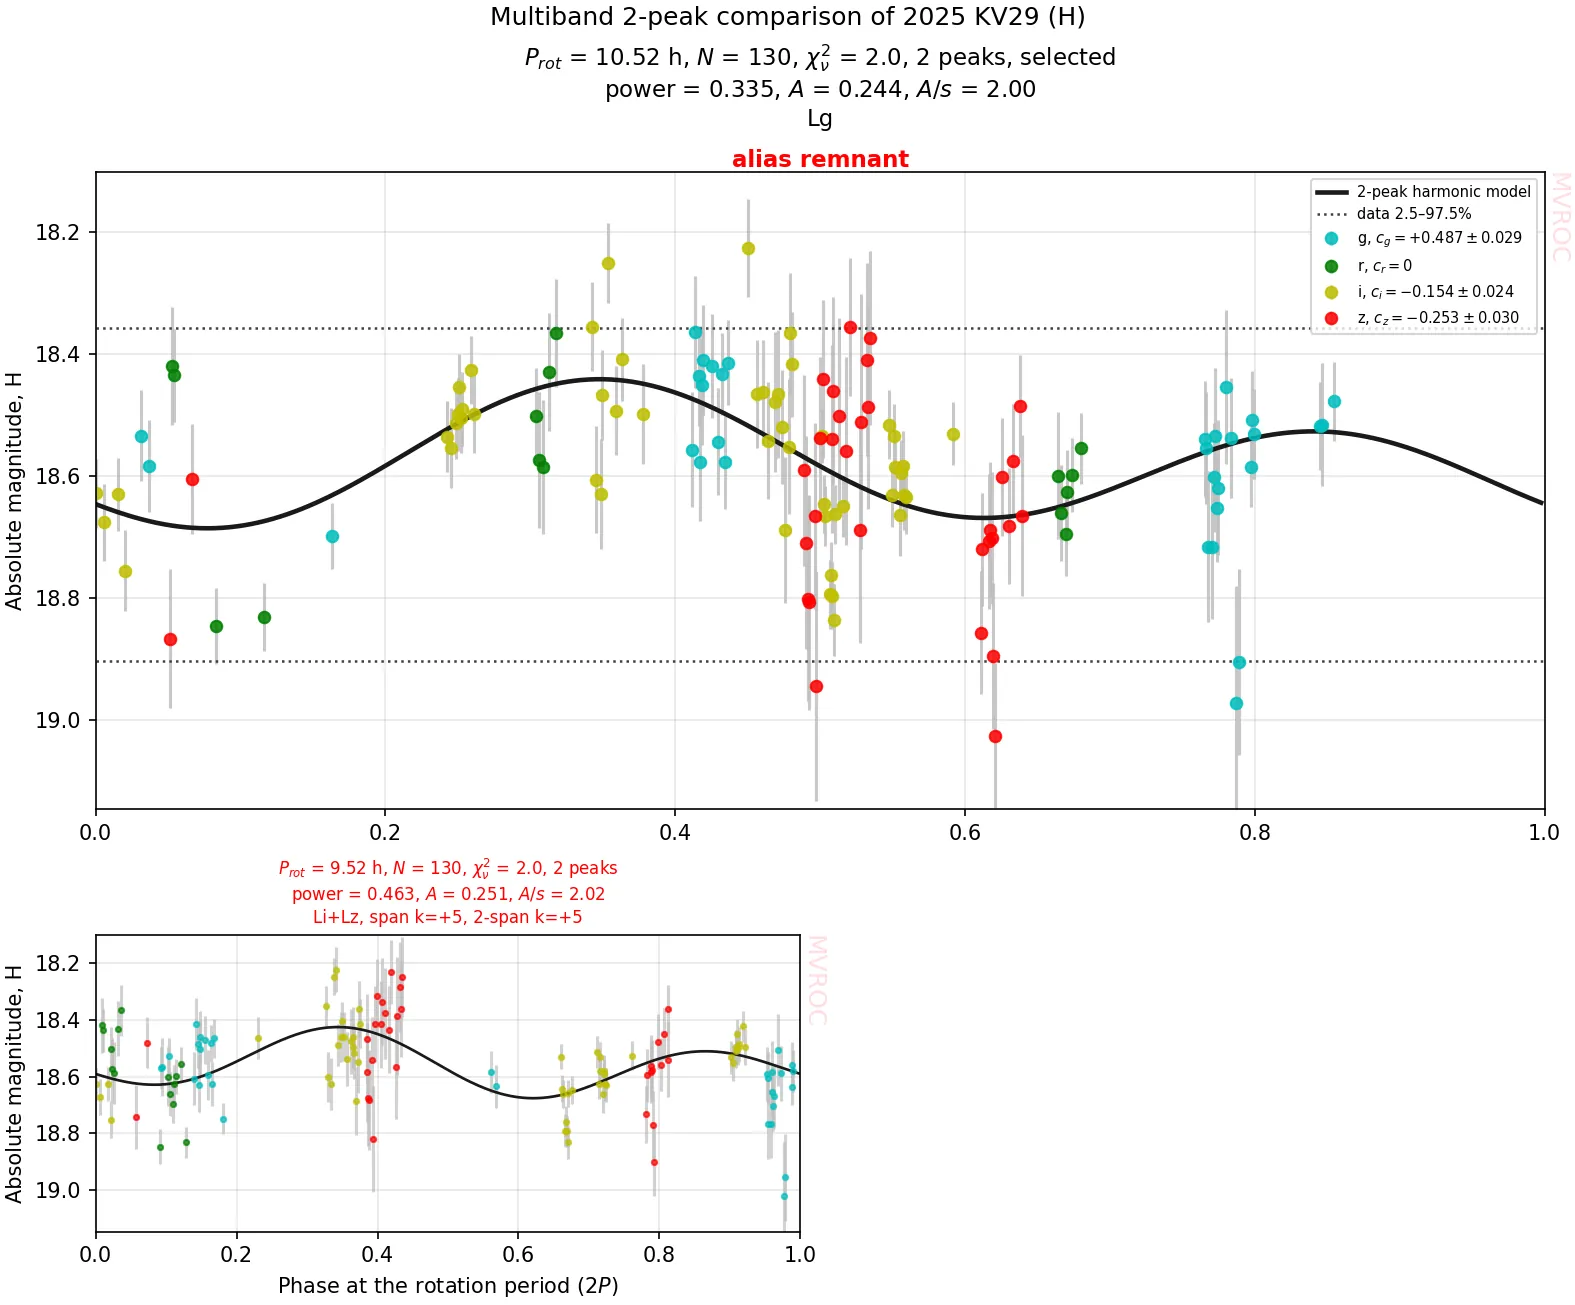 Multiband 2-peak comparison of 2025 KV29 (H)
P_rot = 10.52 h, N = 130, χ²_ν = 2.0, 2 peaks, selected
power = 0.335, A = 0.244, A/s = 2.00
Lg
alias remnant
MVROC
2-peak harmonic model
data 2.5–97.5%
g, c_g = +0.487 ± 0.029
r, c_r = 0
i, c_i = −0.154 ± 0.024
z, c_z = −0.253 ± 0.030
Absolute magnitude, H
18.2
18.4
18.6
18.8
19.0
0.0 0.2 0.4 0.6 0.8 1.0
P_rot = 9.52 h, N = 130, χ²_ν = 2.0, 2 peaks
power = 0.463, A = 0.251, A/s = 2.02
Li+Lz, span k=+5, 2-span k=+5
MVROC
Absolute magnitude, H
18.2
18.4
18.6
18.8
19.0
0.0 0.2 0.4 0.6 0.8 1.0
Phase at the rotation period (2P)